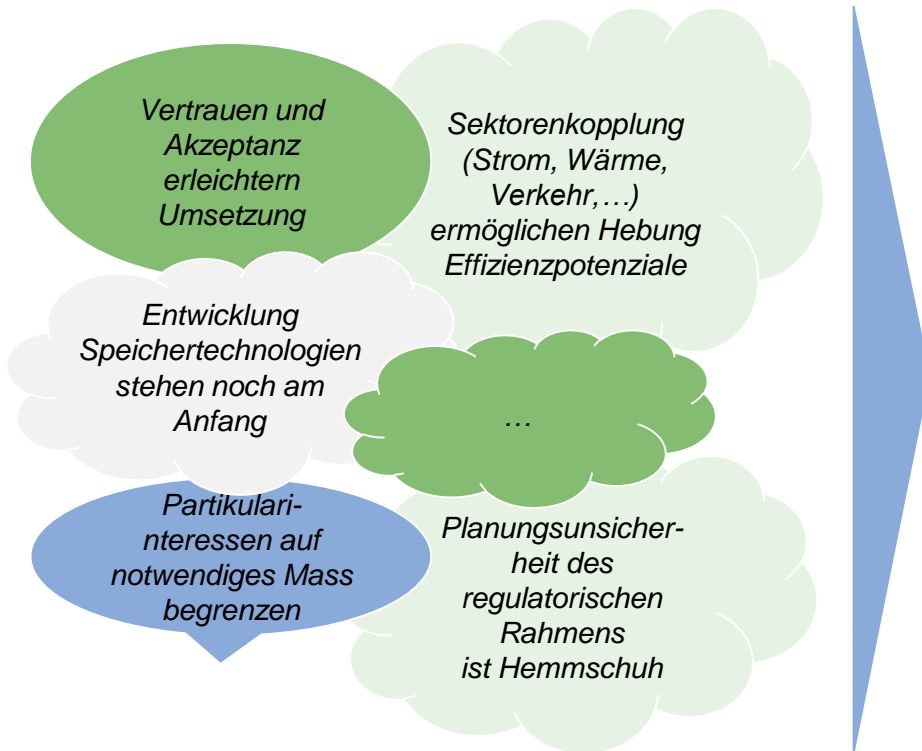 Vertrauen und
Akzeptanz
erleichtern
Umsetzung
Sektorenkopplung
(Strom, Wärme,
Verkehr,…)
ermöglichen Hebung
Effizienzpotenziale
Entwicklung
Speichertechnologien
stehen noch am
Anfang
…
Partikulari-
nteressen auf
notwendiges Mass
begrenzen
Planungsunsicher-
heit des
regulatorischen
Rahmens
ist Hemmschuh